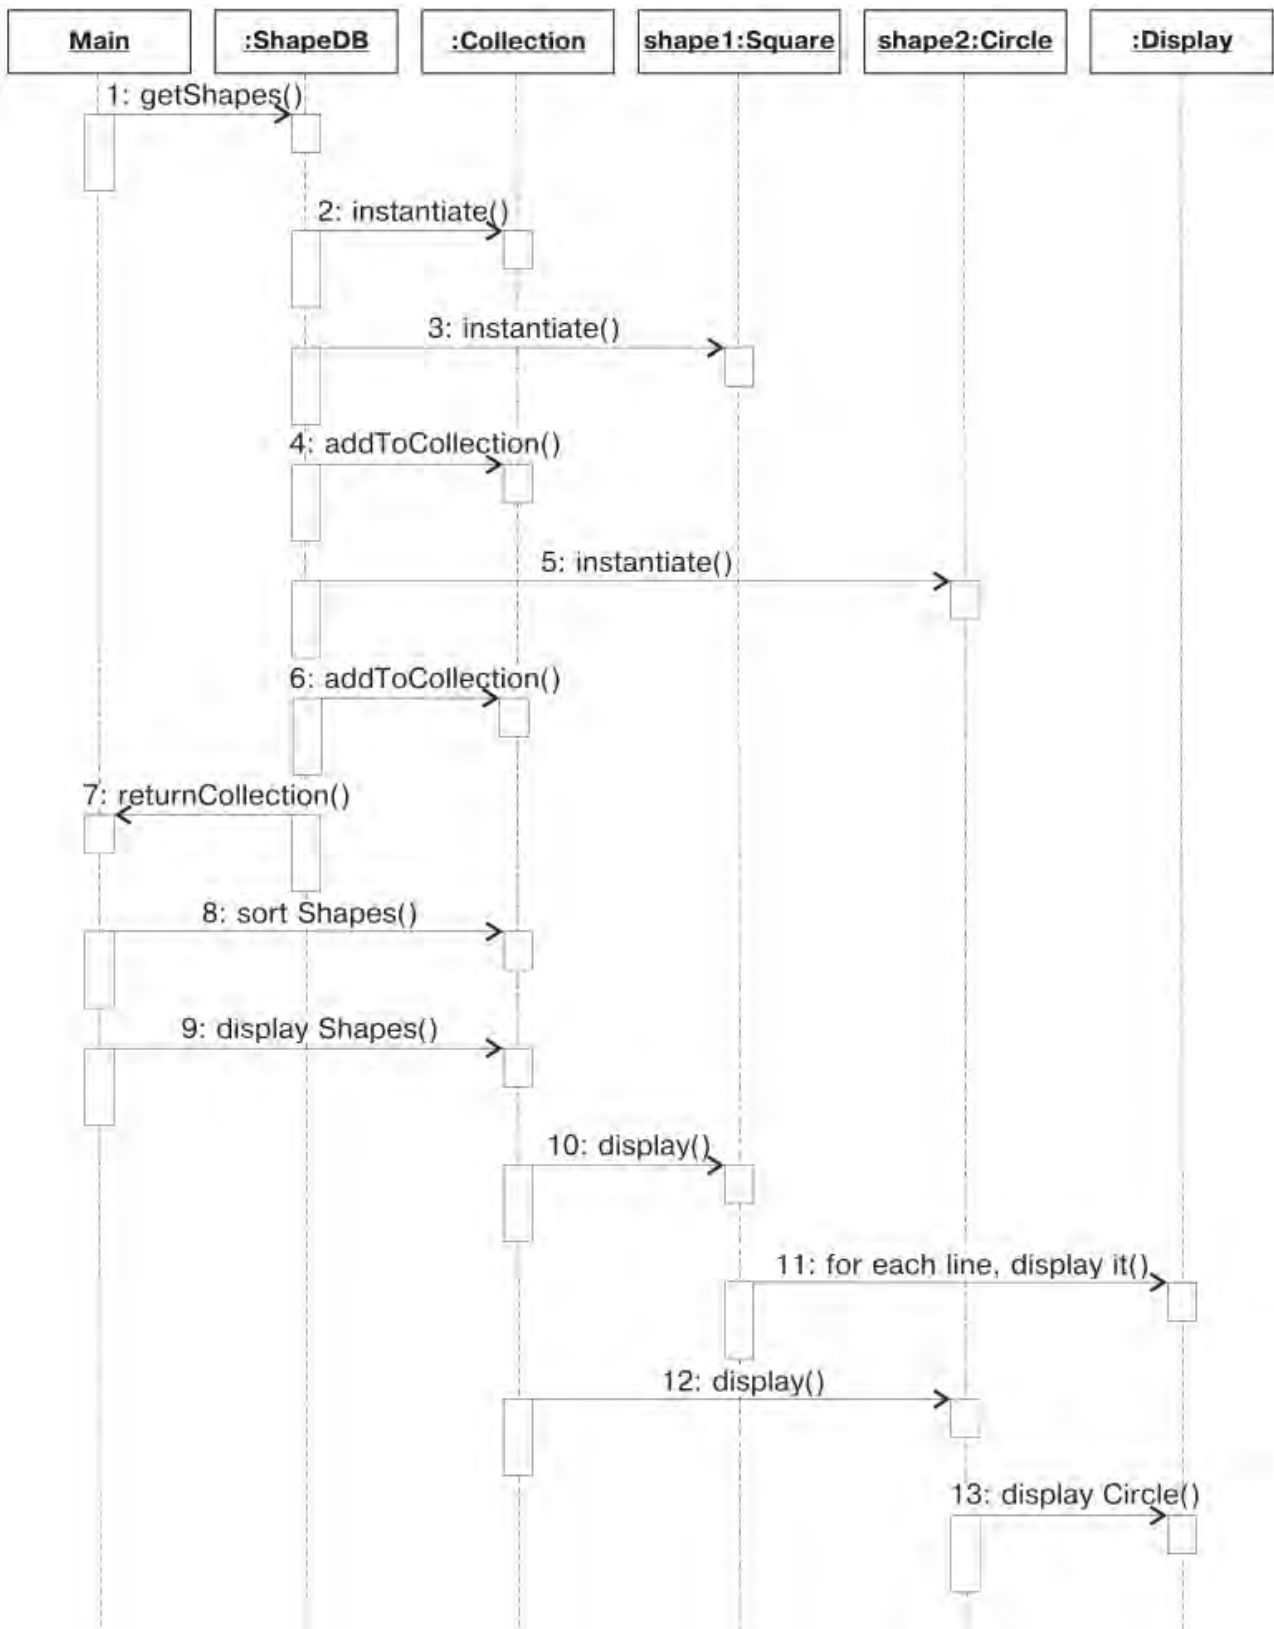 Main
:ShapeDB
:Collection
shape1:Square
shape2:Circle
:Display
1: getShapes()
2: instantiate()
3: instantiate()
4: addToCollection()
5: instantiate()
6: addToCollection()
7: returnCollection()
8: sort Shapes()
9: display Shapes()
10: display()
11: for each line, display it()
12: display()
13: display Circle()